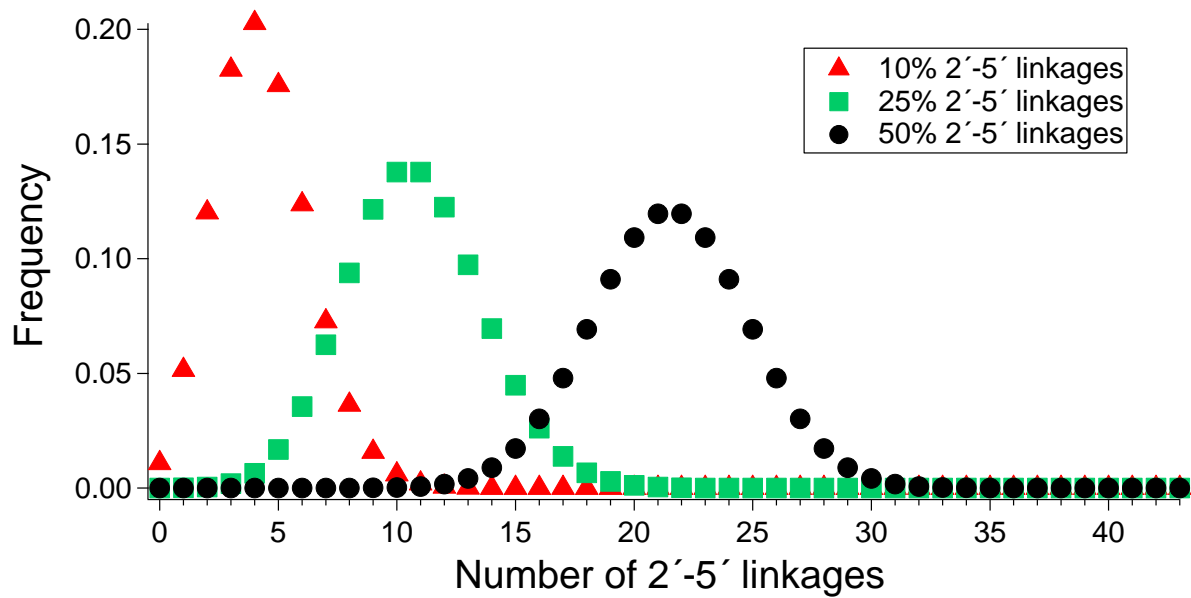 0.20
0.15
0.10
0.05
0.00
Frequency
10% 2´-5´ linkages
25% 2´-5´ linkages
50% 2´-5´ linkages
0 5 10 15 20 25 30 35 40
Number of 2´-5´ linkages